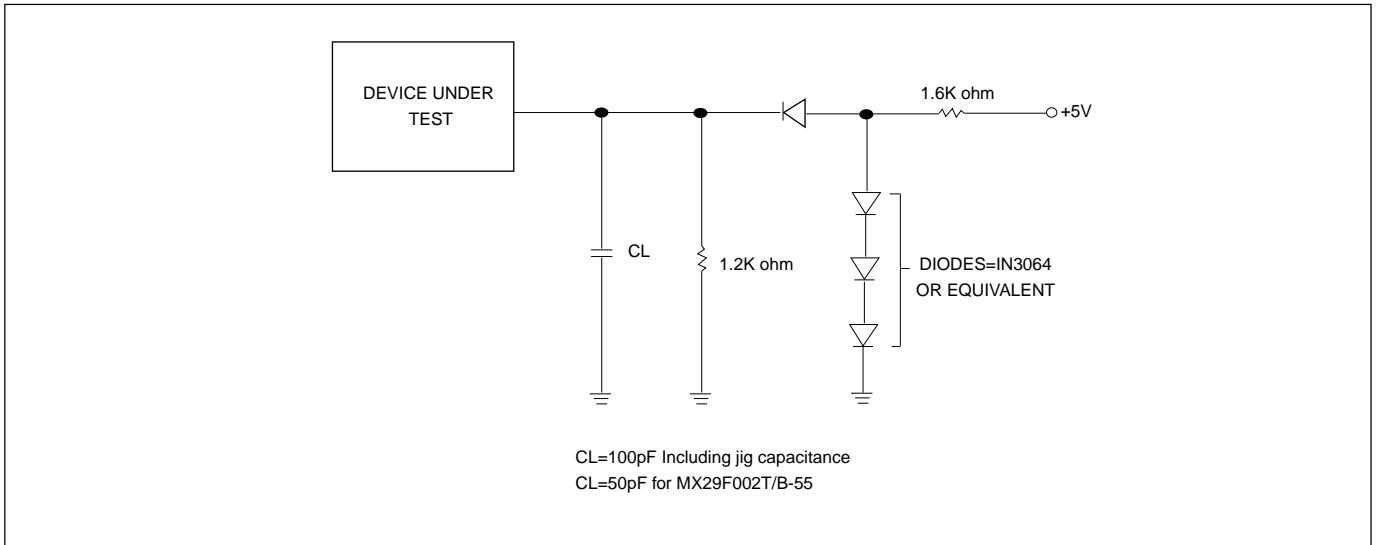 DEVICE UNDER
TEST
1.6K ohm
+5V
CL
1.2K ohm
DIODES=IN3064
OR EQUIVALENT
CL=100pF Including jig capacitance
CL=50pF for MX29F002T/B-55